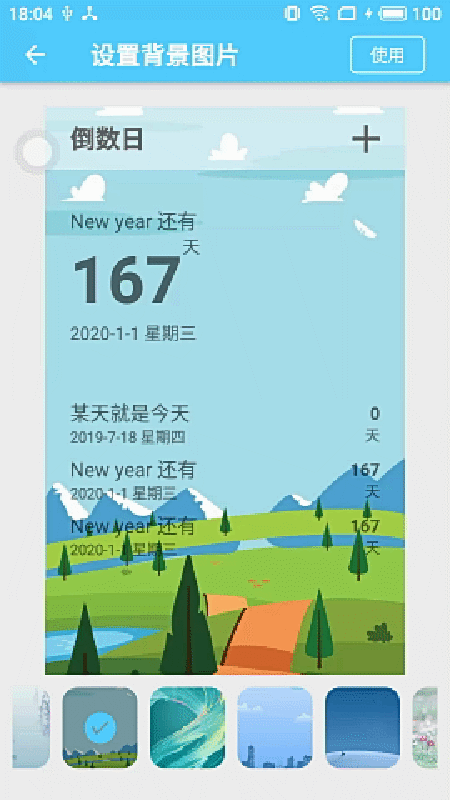 18:04 100
设置背景图片 使用
倒数日
New year 还有
167天
2020-1-1 星期三
某天就是今天 0
2019-7-18 星期四 天
New year 还有 167
2020-1-1 星期三 天
New year 还有 167
2020-1-1 星期三 天